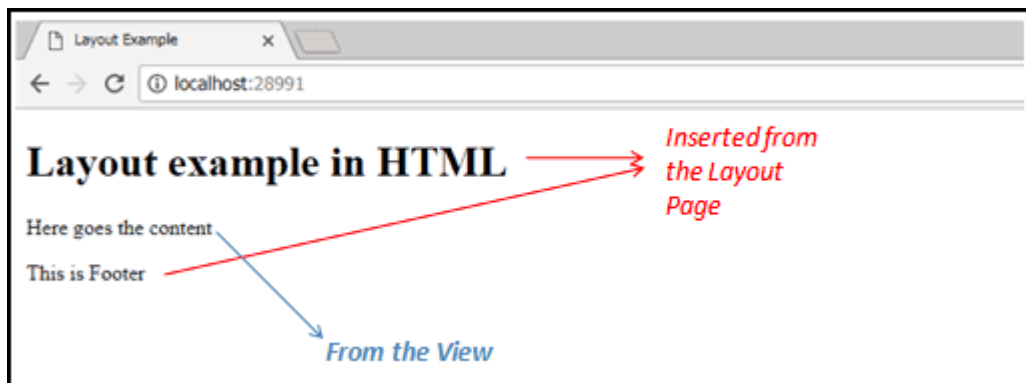 Layout Example
localhost:28991
Layout example in HTML
Inserted from
the Layout
Page
Here goes the content
This is Footer
From the View